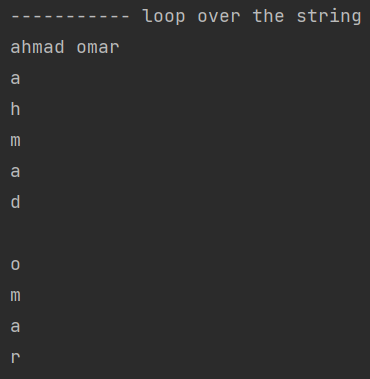 ----------- loop over the string
ahmad omar
a
h
m
a
d

o
m
a
r